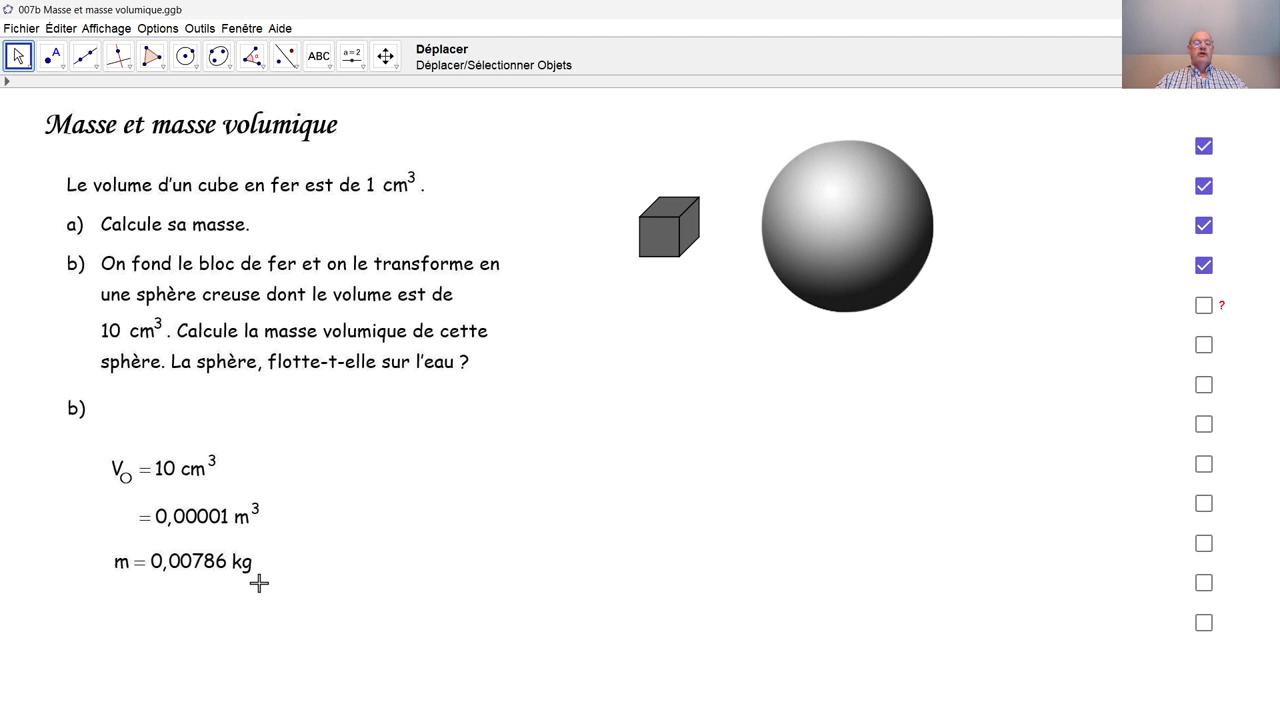 007b Masse et masse volumique.ggb
Fichier Éditer Affichage Options Outils Fenêtre Aide
A
ABC
a=2
Déplacer
Déplacer/Sélectionner Objets
Masse et masse volumique
Le volume d'un cube en fer est de 1 cm³ .
a) Calcule sa masse.
b) On fond le bloc de fer et on le transforme en
une sphère creuse dont le volume est de
10 cm³ . Calcule la masse volumique de cette
sphère. La sphère, flotte-t-elle sur l'eau ?
?
b)
V_O = 10 cm³
= 0,00001 m³
m = 0,00786 kg